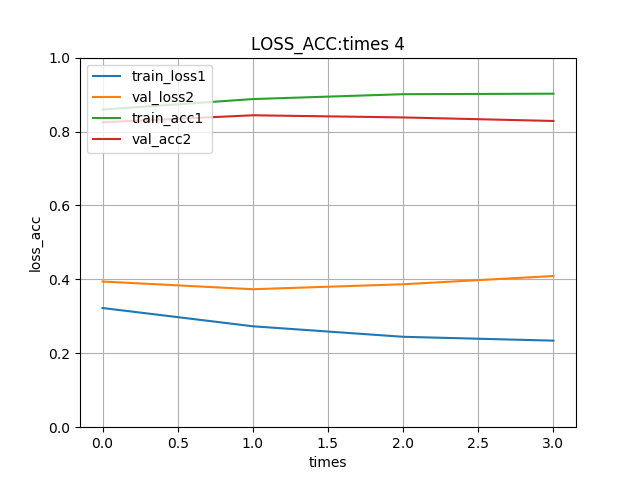 LOSS_ACC:times 4
train_loss1
val_loss2
train_acc1
val_acc2
1.0
0.8
0.6
0.4
0.2
0.0
loss_acc
0.0 0.5 1.0 1.5 2.0 2.5 3.0
times